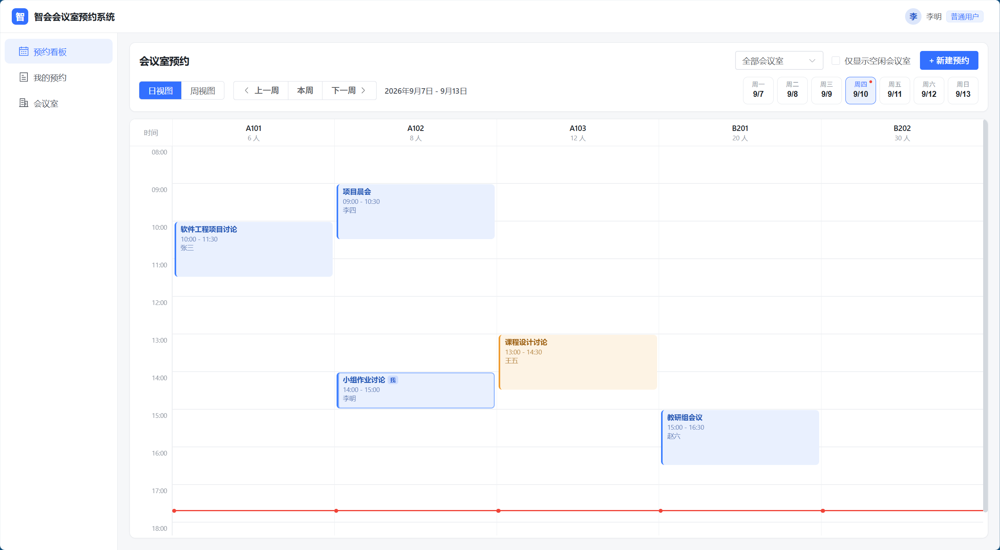 智 智会会议室预约系统
李 李明 普通用户
预约看板
我的预约
会议室
会议室预约
全部会议室
仅显示空闲会议室
+ 新建预约
日视图 周视图
上一周 本周 下一周
2026年9月7日 - 9月13日
周一
9/7
周二
9/8
周三
9/9
周四
9/10
周五
9/11
周六
9/12
周日
9/13
时间
A101
6 人
A102
8 人
A103
12 人
B201
20 人
B202
30 人
08:00
09:00
项目晨会
09:00 - 10:30
李四
10:00
软件工程项目讨论
10:00 - 11:30
张三
11:00
12:00
13:00
课程设计讨论
13:00 - 14:30
王五
14:00
小组作业讨论 我
14:00 - 15:00
李明
15:00
教研组会议
15:00 - 16:30
赵六
16:00
17:00
18:00